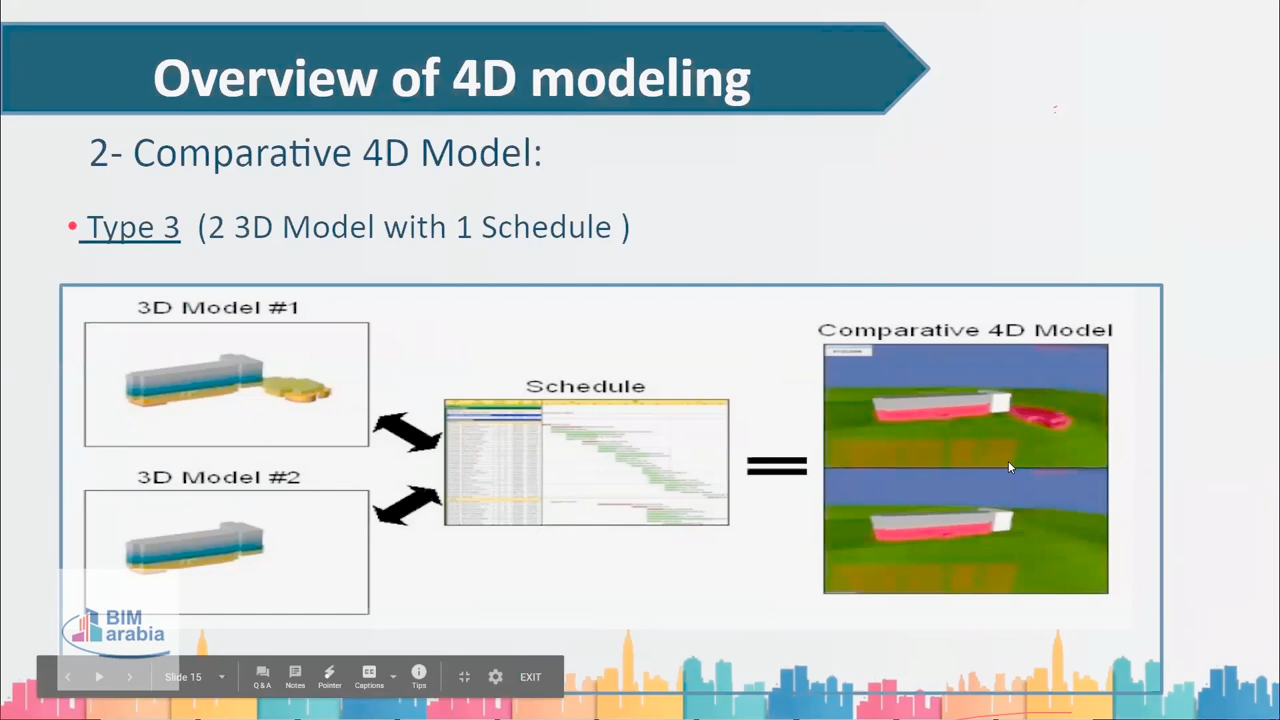 Overview of 4D modeling
2- Comparative 4D Model:
• Type 3 (2 3D Model with 1 Schedule )
3D Model #1
Comparative 4D Model
Schedule
3D Model #2
BIM
arabia
Slide 15
Q & A
Notes
Pointer
Captions
Tips
EXIT